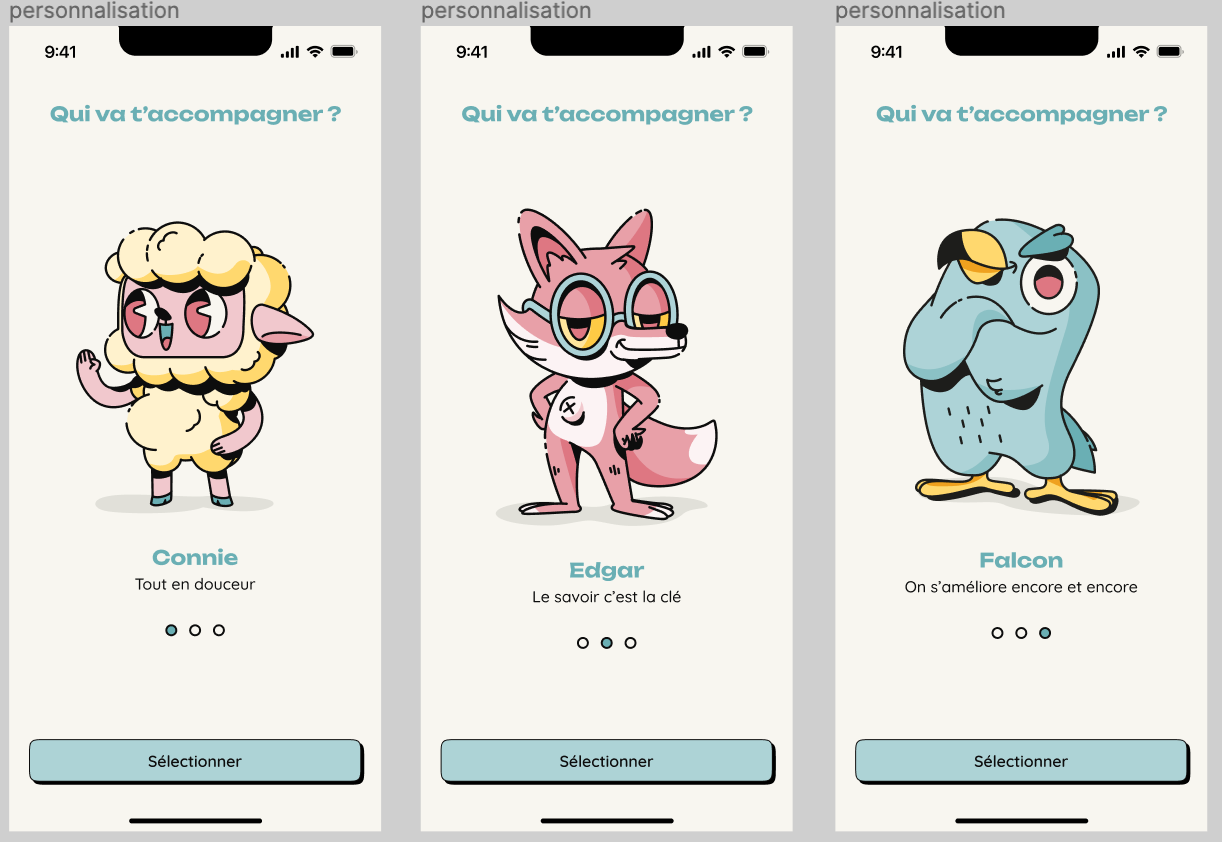 personnalisation
9:41
Qui va t’accompagner ?
Connie
Tout en douceur
Sélectionner
personnalisation
9:41
Qui va t’accompagner ?
Edgar
Le savoir c’est la clé
Sélectionner
personnalisation
9:41
Qui va t’accompagner ?
Falcon
On s’améliore encore et encore
Sélectionner